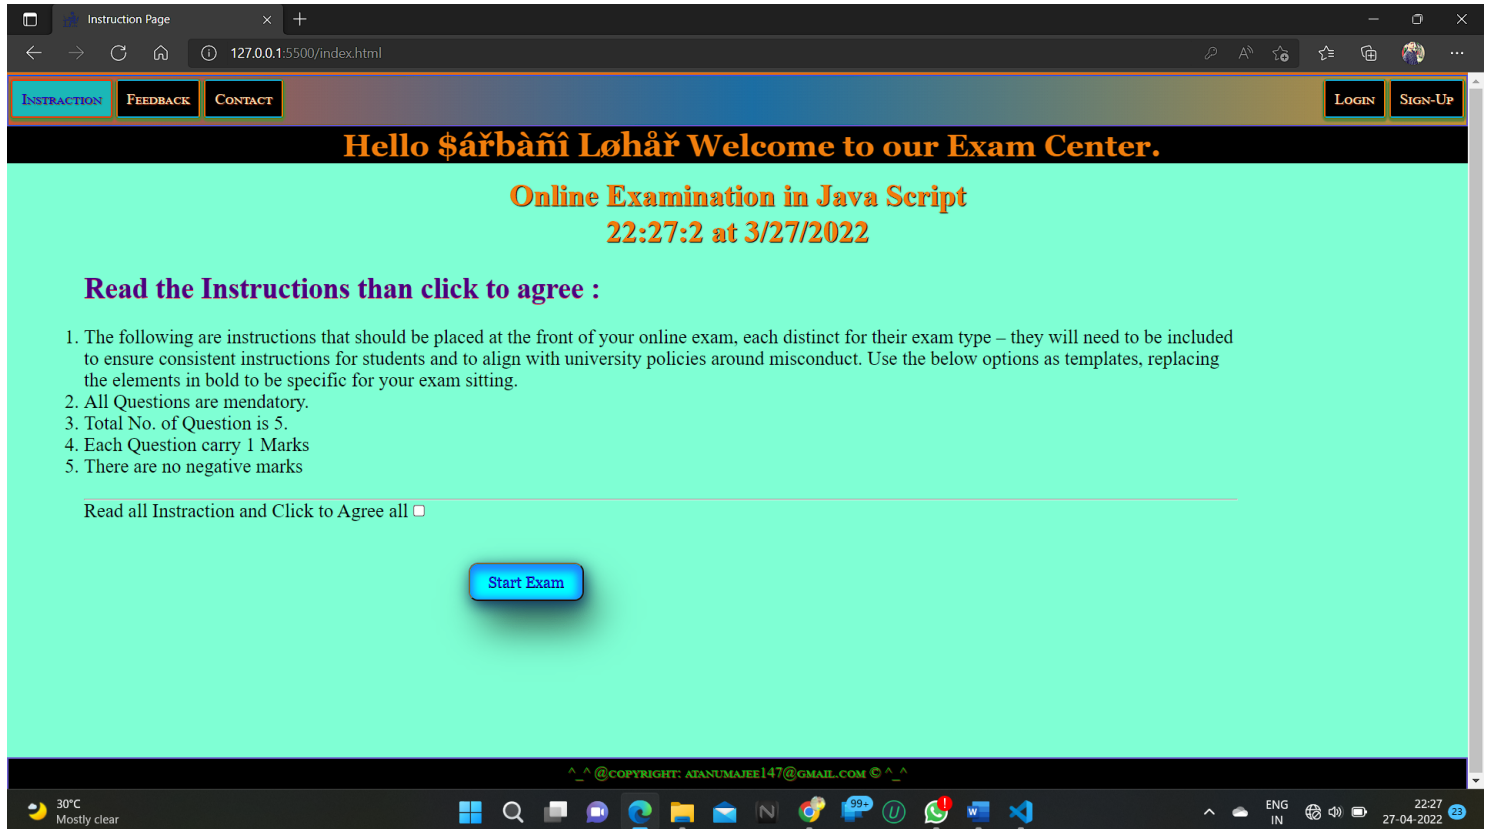 Instruction Page
127.0.0.1:5500/index.html
Instraction Feedback Contact Login Sign-Up
Hello $ářbàñî Løhåř Welcome to our Exam Center.
Online Examination in Java Script
22:27:2 at 3/27/2022
Read the Instructions than click to agree :
1. The following are instructions that should be placed at the front of your online exam, each distinct for their exam type – they will need to be included
to ensure consistent instructions for students and to align with university policies around misconduct. Use the below options as templates, replacing
the elements in bold to be specific for your exam sitting.
2. All Questions are mendatory.
3. Total No. of Question is 5.
4. Each Question carry 1 Marks
5. There are no negative marks
Read all Instraction and Click to Agree all
Start Exam
^_^ @copyright: atanumajee147@gmail.com © ^_^
30°C
Mostly clear
99+
ENG
IN
22:27
27-04-2022
23